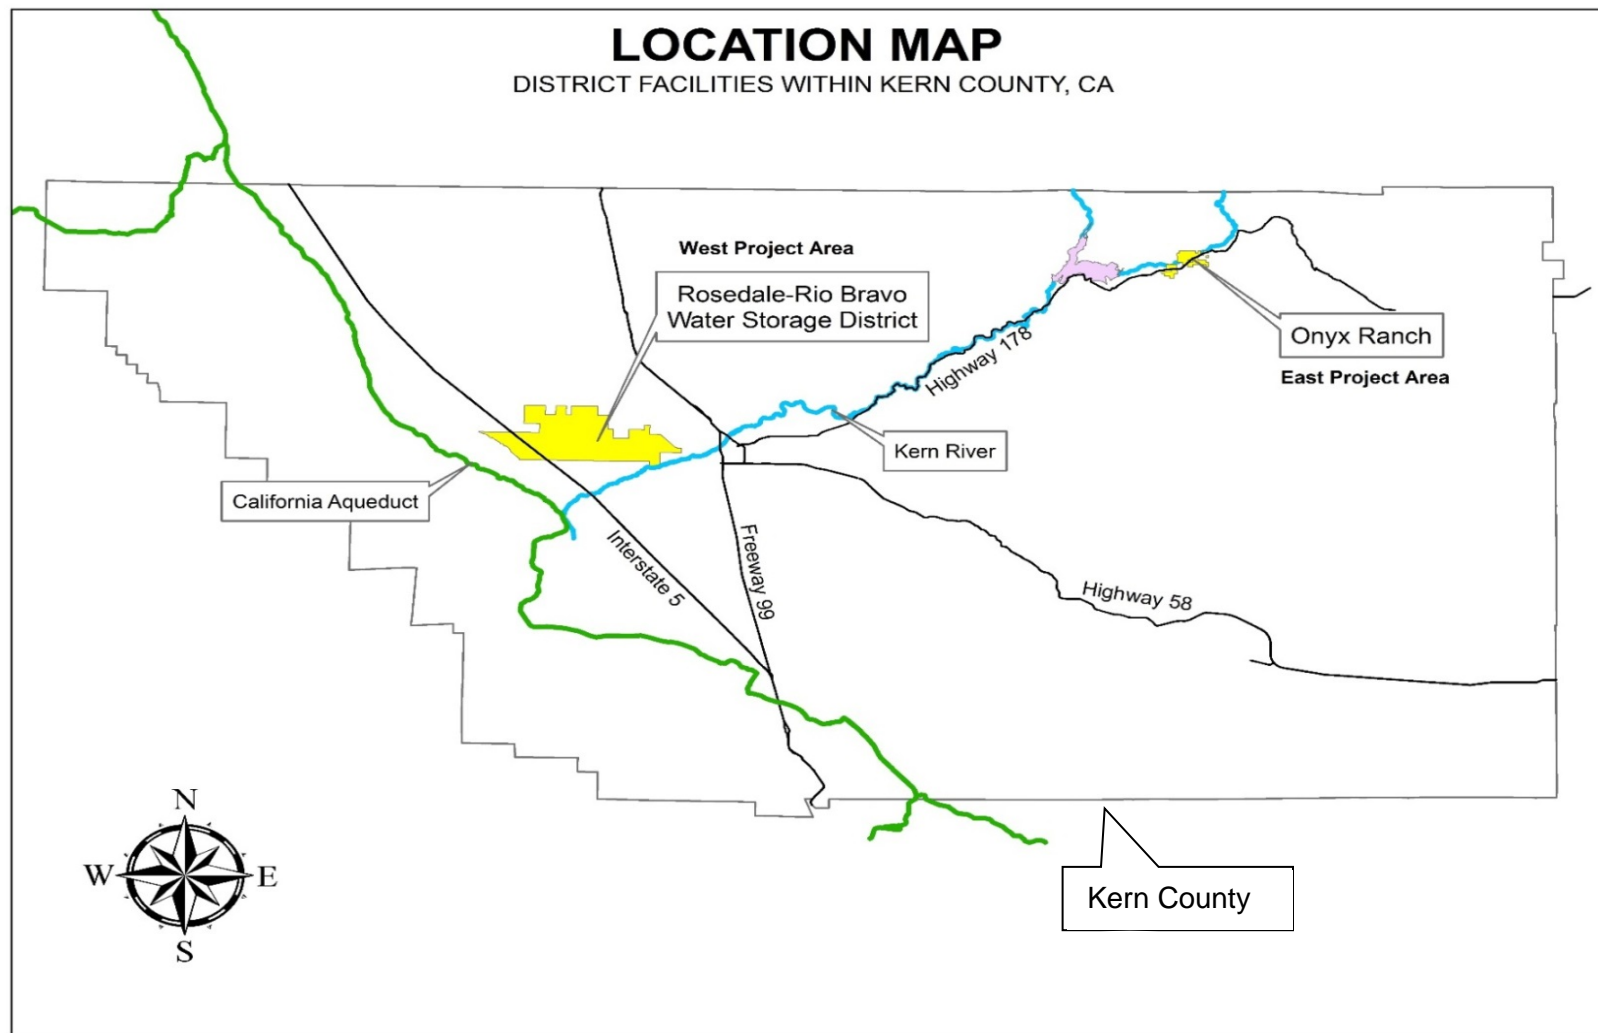 LOCATION MAP
DISTRICT FACILITIES WITHIN KERN COUNTY, CA
West Project Area
Rosedale-Rio Bravo
Water Storage District
Onyx Ranch
East Project Area
Highway 178
Kern River
California Aqueduct
Interstate 5
Freeway 99
Highway 58
N
W
E
S
Kern County